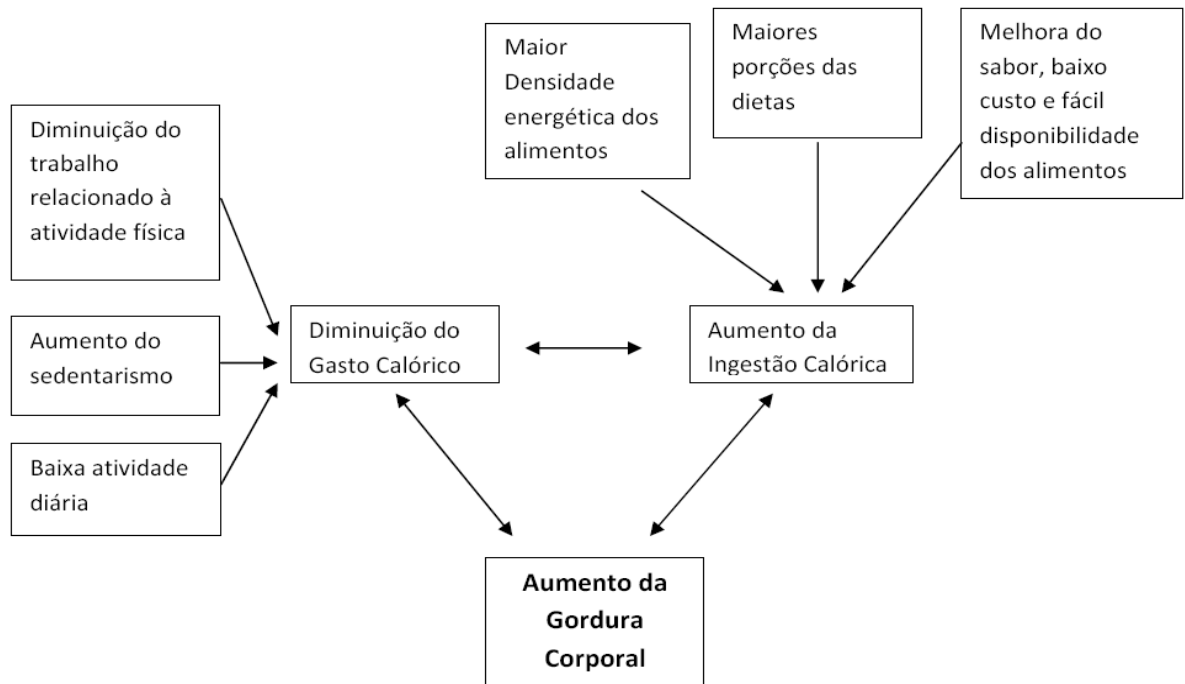 Maior
Densidade
energética dos
alimentos
Maiores
porções das
dietas
Melhora do
sabor, baixo
custo e fácil
disponibilidade
dos alimentos
Diminuição do
trabalho
relacionado à
atividade física
Aumento do
sedentarismo
Baixa atividade
diária
Diminuição do
Gasto Calórico
Aumento da
Ingestão Calórica
Aumento da
Gordura
Corporal